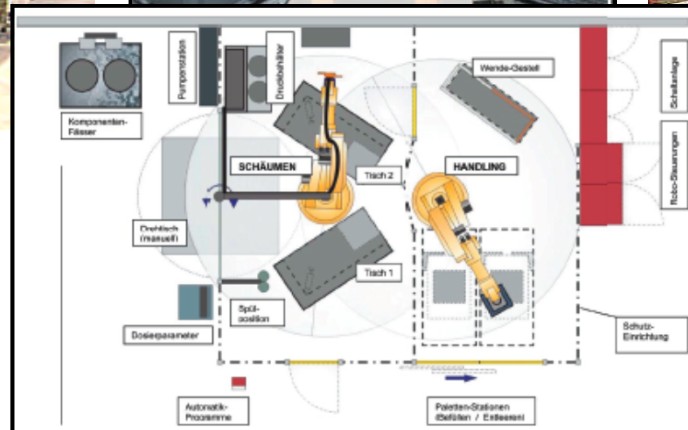 Pumpenstation
Druckbehälter
Wende-Gestell
Schaltanlage
Komponenten-
Fässer
SCHÄUMEN
HANDLING
Tisch 2
Robo-Steuerungen
Drehtisch
(manuell)
Tisch 1
Spül-
position
Dosierparameter
Schutz-
Einrichtung
Automatik-
Programme
Paletten-Stationen
(Befüllen / Entleeren)